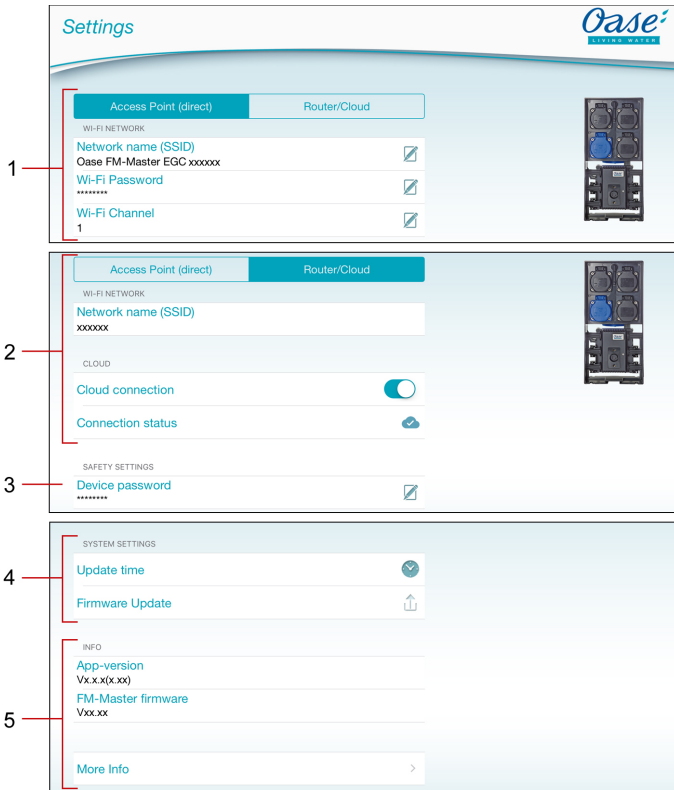 Settings
Oase
LIVING WATER
Access Point (direct) Router/Cloud
WI-FI NETWORK
1
Network name (SSID)
Oase FM-Master EGC xxxxxx
Wi-Fi Password
********
Wi-Fi Channel
1
Access Point (direct) Router/Cloud
WI-FI NETWORK
Network name (SSID)
xxxxxx
2
CLOUD
Cloud connection
Connection status
SAFETY SETTINGS
3
Device password
********
SYSTEM SETTINGS
4
Update time
Firmware Update
INFO
App-version
Vx.x.x(x.xx)
FM-Master firmware
Vxx.xx
5
More Info